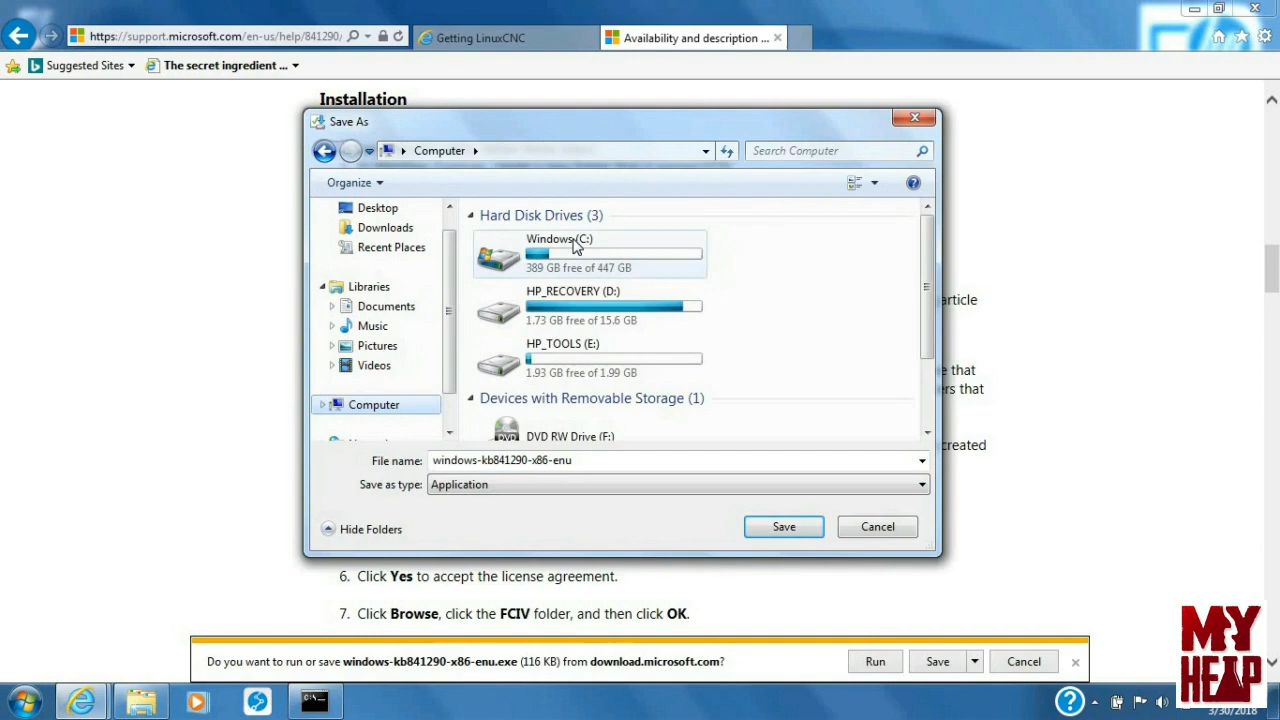 https://support.microsoft.com/en-us/help/841290/
Getting LinuxCNC
Availability and description ...
Suggested Sites
The secret ingredient ...
Installation
Save As
Computer
Search Computer
Organize
Desktop
Downloads
Recent Places
Libraries
Documents
Music
Pictures
Videos
Computer
Hard Disk Drives (3)
Windows (C:)
389 GB free of 447 GB
HP_RECOVERY (D:)
1.73 GB free of 15.6 GB
HP_TOOLS (E:)
1.93 GB free of 1.99 GB
Devices with Removable Storage (1)
DVD RW Drive (F:)
DVD
article
e that
ers that
created
File name: windows-kb841290-x86-enu
Save as type: Application
Hide Folders
Save
Cancel
6. Click Yes to accept the license agreement.
7. Click Browse, click the FCIV folder, and then click OK.
Do you want to run or save windows-kb841290-x86-enu.exe (116 KB) from download.microsoft.com?
Run
Save
Cancel
MY
HEAP
3/30/2018